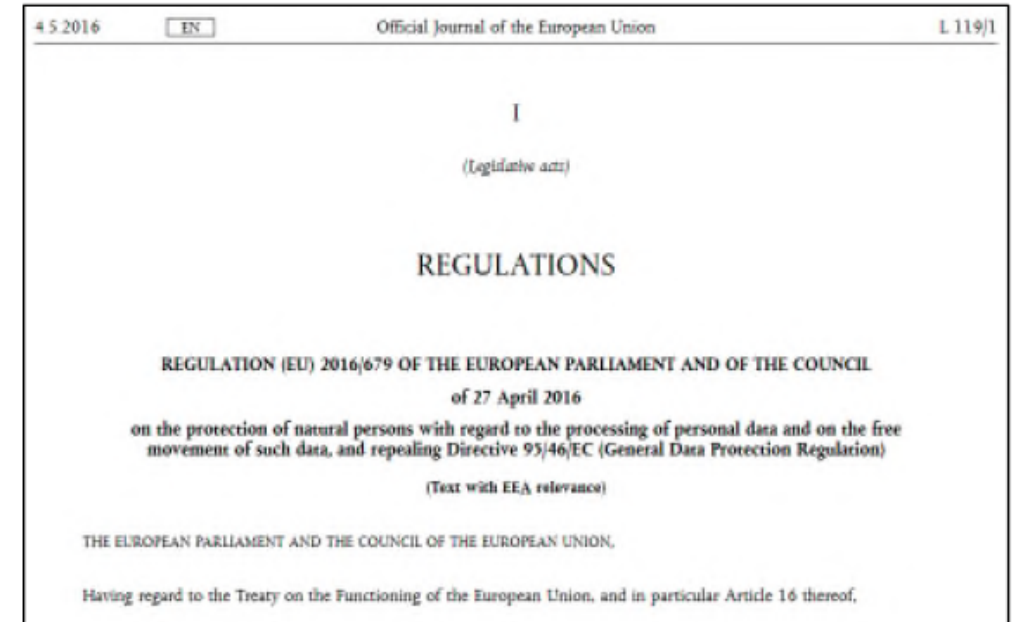 4.5.2016 EN Official Journal of the European Union L 119/1
I
(Legislative acts)
REGULATIONS
REGULATION (EU) 2016/679 OF THE EUROPEAN PARLIAMENT AND OF THE COUNCIL
of 27 April 2016
on the protection of natural persons with regard to the processing of personal data and on the free
movement of such data, and repealing Directive 95/46/EC (General Data Protection Regulation)
(Text with EEA relevance)
THE EUROPEAN PARLIAMENT AND THE COUNCIL OF THE EUROPEAN UNION,
Having regard to the Treaty on the Functioning of the European Union, and in particular Article 16 thereof,